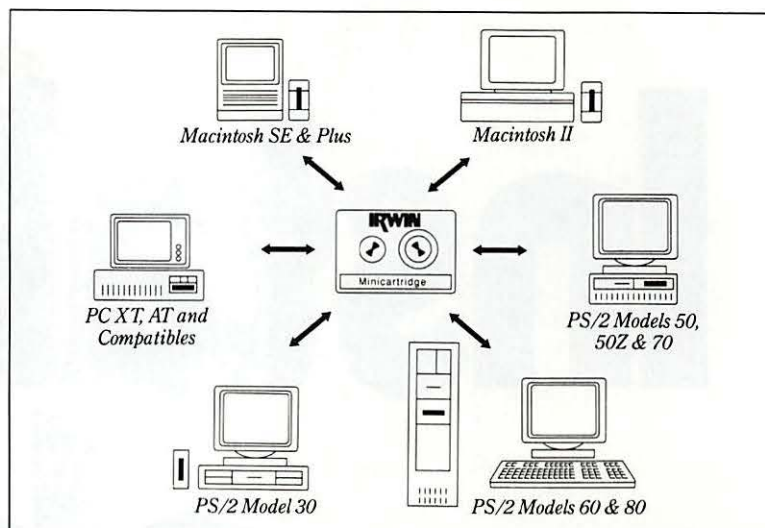 Macintosh SE & Plus
Macintosh II
IRWIN
Minicartridge
PC XT, AT and
Compatibles
PS/2 Models 50,
50Z & 70
PS/2 Model 30
PS/2 Models 60 & 80